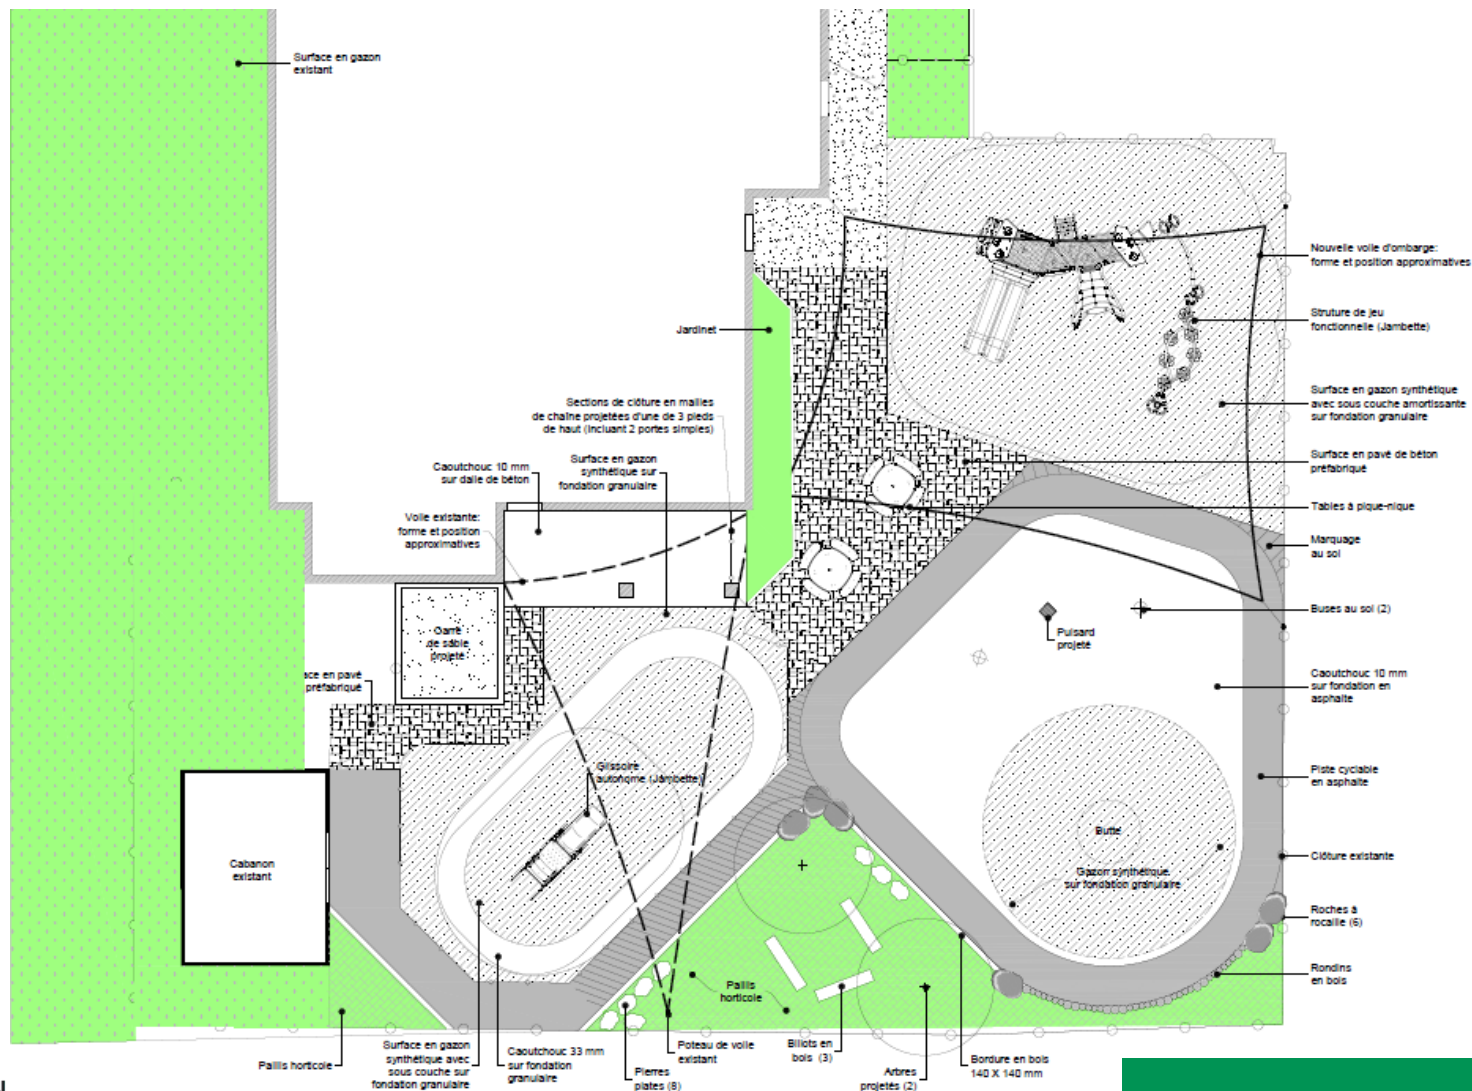 Surface en gazon
existant
Jardinet
Sections de clôture en mailles
de chaîne projetées d'une de 3 pieds
de haut (incluant 2 portes simples)
Surface en gazon
synthétique sur
fondation granulaire
Caoutchouc 10 mm
sur dalle de béton
Voile existante:
forme et position
approximatives
Carré
de sable
projeté
ace en pavé
préfabriqué
Glissoire
autonome (Jambette)
Cabanon
existant
Nouvelle voile d'ombarge:
forme et position approximatives
Struture de jeu
fonctionnelle (Jambette)
Surface en gazon synthétique
avec sous couche amortissante
sur fondation granulaire
Surface en pavé de béton
préfabriqué
Tables à pique-nique
Marquage
au sol
Buses au sol (2)
Puisard
projeté
Caoutchouc 10 mm
sur fondation en
asphalte
Piste cyclable
en asphalte
Butte
Gazon synthétique
sur fondation granulaire
Clôture existante
Roches à
rocaille (6)
Rondins
en bois
Paillis
horticole
Paillis horticole
Surface en gazon
synthétique avec
sous couche sur
fondation granulaire
Caoutchouc 33 mm
sur fondation
granulaire
Pierres
plates (8)
Poteau de voile
existant
Billots en
bois (3)
Arbres
projetés (2)
Bordure en bois
140 X 140 mm